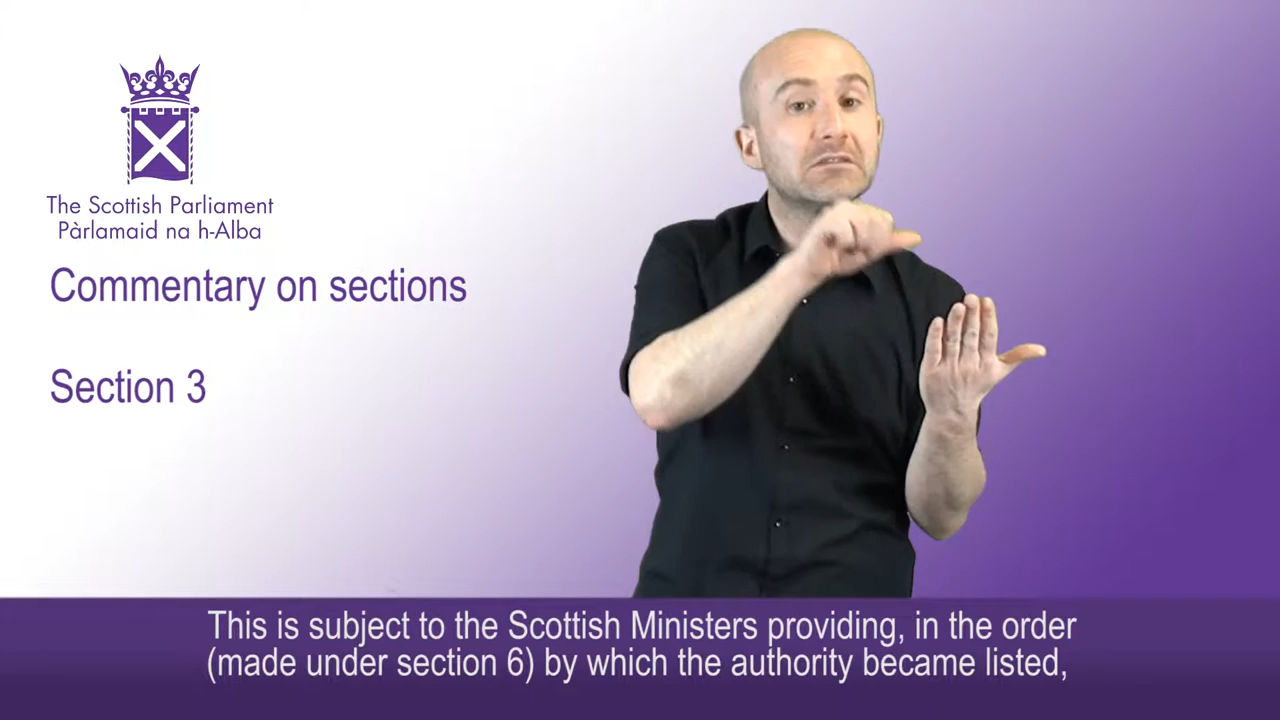 The Scottish Parliament
Pàrlamaid na h-Alba
Commentary on sections
Section 3
This is subject to the Scottish Ministers providing, in the order
(made under section 6) by which the authority became listed,